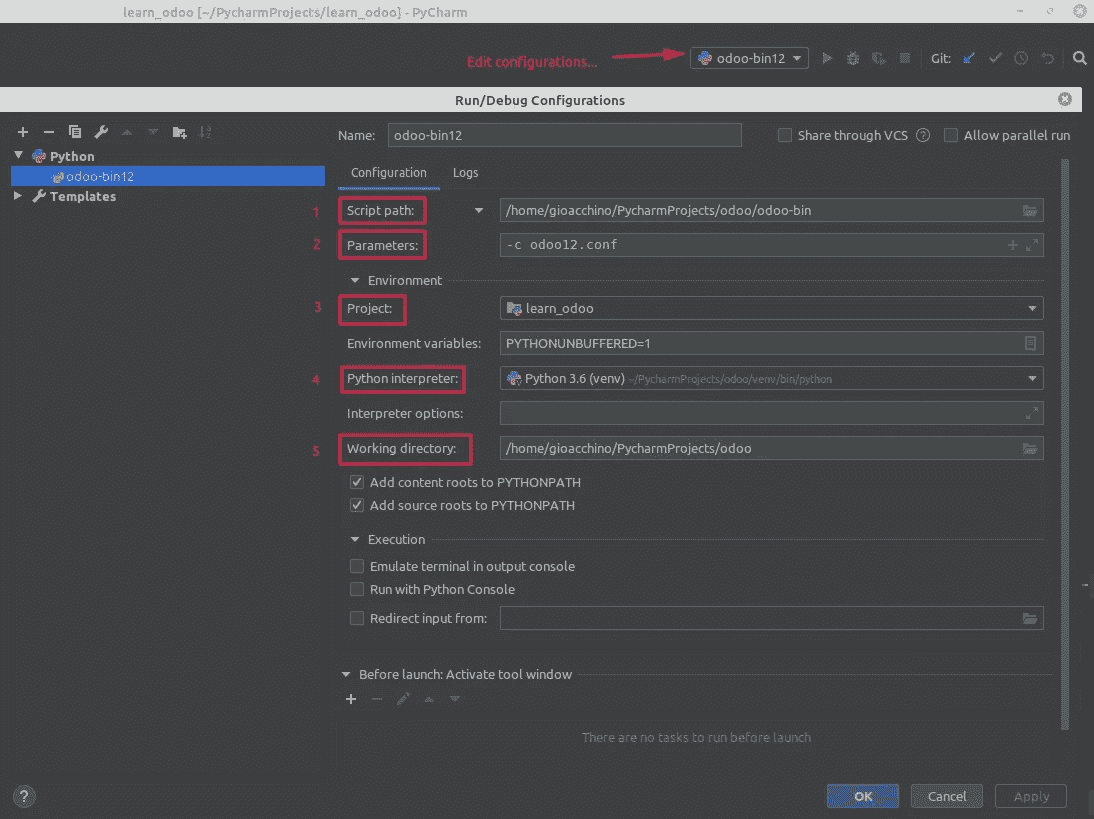 learn_odoo [~/PycharmProjects/learn_odoo] - PyCharm
Edit configurations... odoo-bin12 Git:
Run/Debug Configurations
Name: odoo-bin12 Share through VCS ? Allow parallel run
Python
odoo-bin12
Templates
Configuration Logs
1 Script path: /home/gioacchino/PycharmProjects/odoo/odoo-bin
2 Parameters: -c odoo12.conf
Environment
3 Project: learn_odoo
Environment variables: PYTHONUNBUFFERED=1
4 Python interpreter: Python 3.6 (venv) ~/PycharmProjects/odoo/venv/bin/python
Interpreter options:
5 Working directory: /home/gioacchino/PycharmProjects/odoo
Add content roots to PYTHONPATH
Add source roots to PYTHONPATH
Execution
Emulate terminal in output console
Run with Python Console
Redirect input from:
Before launch: Activate tool window
There are no tasks to run before launch
? OK Cancel Apply